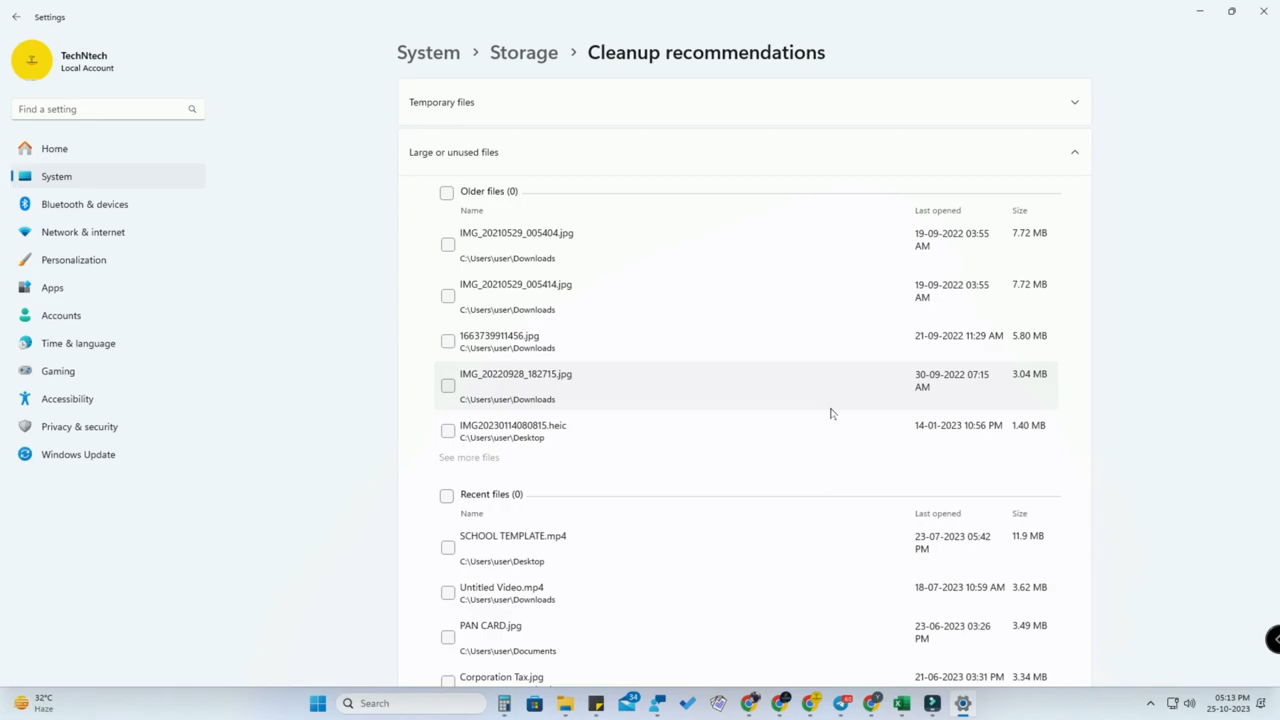 Settings
TechNtech
Local Account
Find a setting
Home
System
Bluetooth & devices
Network & internet
Personalization
Apps
Accounts
Time & language
Gaming
Accessibility
Privacy & security
Windows Update
System > Storage > Cleanup recommendations
Temporary files
Large or unused files
Older files (0)
Name Last opened Size
IMG_20210529_005404.jpg 19-09-2022 03:55 7.72 MB
AM
C:\Users\user\Downloads
IMG_20210529_005414.jpg 19-09-2022 03:55 7.72 MB
AM
C:\Users\user\Downloads
1663739911456.jpg 21-09-2022 11:29 AM 5.80 MB
C:\Users\user\Downloads
IMG_20220928_182715.jpg 30-09-2022 07:15 3.04 MB
AM
C:\Users\user\Downloads
IMG20230114080815.heic 14-01-2023 10:56 PM 1.40 MB
C:\Users\user\Desktop
See more files
Recent files (0)
Name Last opened Size
SCHOOL TEMPLATE.mp4 23-07-2023 05:42 11.9 MB
PM
C:\Users\user\Desktop
Untitled Video.mp4 18-07-2023 10:59 AM 3.62 MB
C:\Users\user\Downloads
PAN CARD.jpg 23-06-2023 03:26 3.49 MB
PM
C:\Users\user\Documents
Corporation Tax.jpg 21-06-2023 03:31 PM 3.34 MB
32°C
Haze
Search
34
05:13 PM
25-10-2023